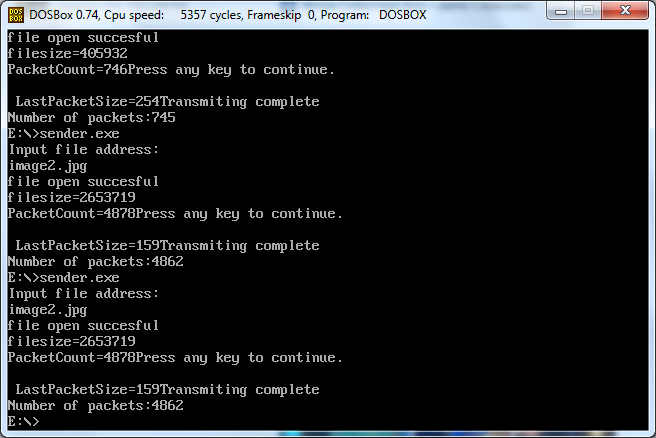 DOSBox 0.74, Cpu speed: 5357 cycles, Frameskip 0, Program: DOSBOX
file open succesful
filesize=405932
PacketCount=746Press any key to continue.
LastPacketSize=254Transmiting complete
Number of packets:745
E:\>sender.exe
Input file address:
image2.jpg
file open succesful
filesize=2653719
PacketCount=4878Press any key to continue.
LastPacketSize=159Transmiting complete
Number of packets:4862
E:\>sender.exe
Input file address:
image2.jpg
file open succesful
filesize=2653719
PacketCount=4878Press any key to continue.
LastPacketSize=159Transmiting complete
Number of packets:4862
E:\>